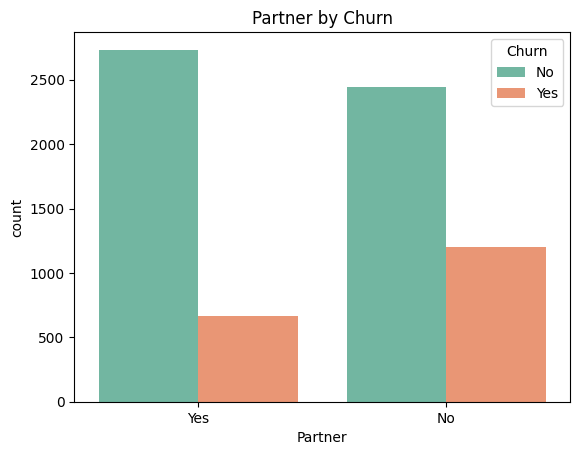 Partner by Churn
Churn
No
Yes
2500
2000
1500
1000
500
0
count
Yes
No
Partner